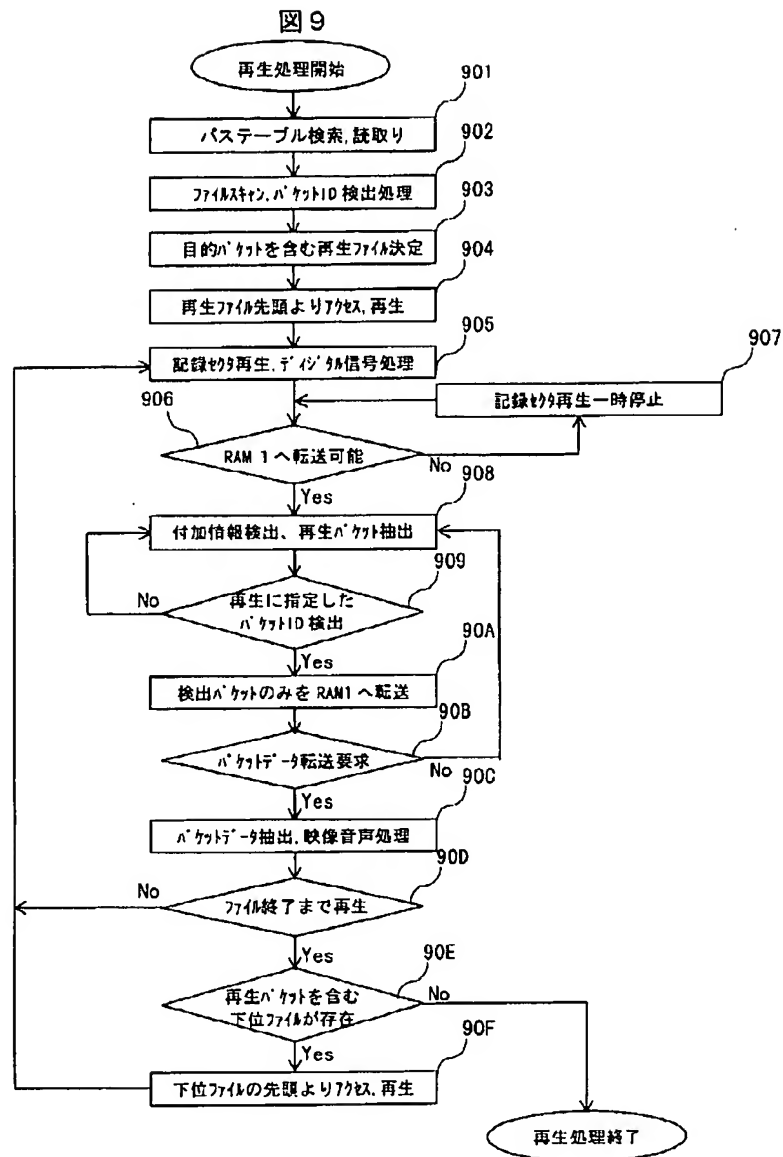 図9
再生処理開始
901
パステーブル検索,読取り
902
ﾌｧｲﾙｽｷｬﾝ,ﾊﾟｹｯﾄID検出処理
903
目的ﾊﾟｹｯﾄを含む再生ﾌｧｲﾙ決定
904
再生ﾌｧｲﾙ先頭よりｱｸｾｽ,再生
905
記録ｾｸﾀ再生,ﾃﾞｨｼﾞﾀﾙ信号処理
907
記録ｾｸﾀ再生一時停止
906
RAM 1 へ転送可能
No
Yes
908
付加情報検出、再生ﾊﾟｹｯﾄ抽出
909
No
再生に指定した
ﾊﾟｹｯﾄID 検出
Yes
90A
検出ﾊﾟｹｯﾄのみを RAM1 へ転送
90B
ﾊﾟｹｯﾄﾃﾞｰﾀ転送要求
No
Yes
90C
ﾊﾟｹｯﾄﾃﾞｰﾀ抽出,映像音声処理
90D
No
ﾌｧｲﾙ終了まで再生
Yes
90E
再生ﾊﾟｹｯﾄを含む
下位ﾌｧｲﾙが存在
No
Yes
90F
下位ﾌｧｲﾙの先頭よりｱｸｾｽ,再生
再生処理終了